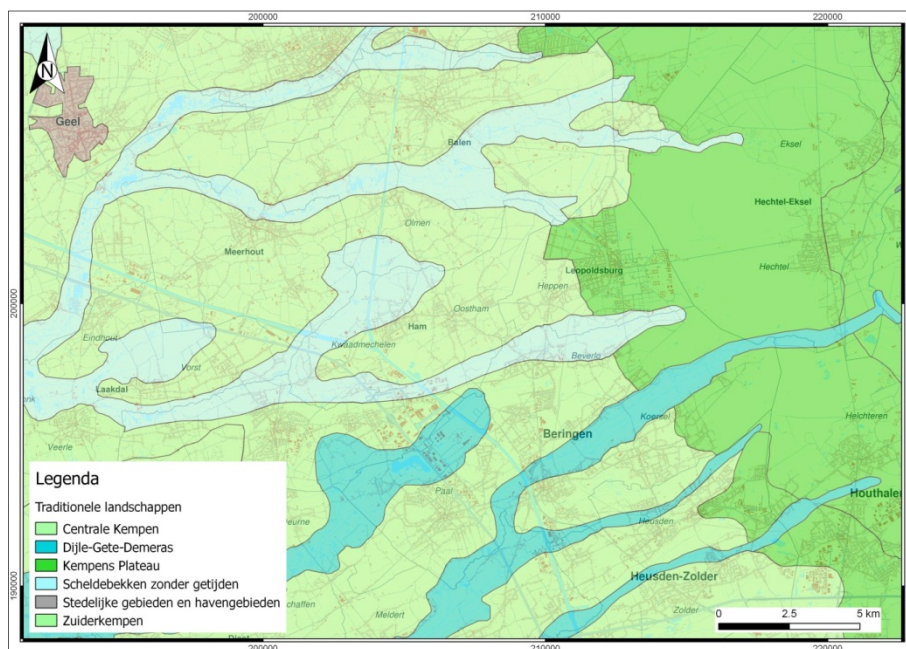 200000 210000 220000
N
Geel
Balen
Eksel
Hechtel-Eksel
Olmen
Meerhout
Leopoldsburg
Hechtel
Heppen
200000
200000
Oostham
Ham
Eindhout
Kwaadmechelen
Vorst
Beverlo
Laakdal
Koersel
Helchteren
Beringen
Veerle
Paal
Houthalen
Heusden
Heusden-Zolder
Meldert
Zolder
190000
190000
Legenda
Traditionele landschappen
Centrale Kempen
Dijle-Gete-Demeras
Kempens Plateau
Scheldebekken zonder getijden
Stedelijke gebieden en havengebieden
Zuiderkempen
0 2.5 5 km
200000 210000 220000